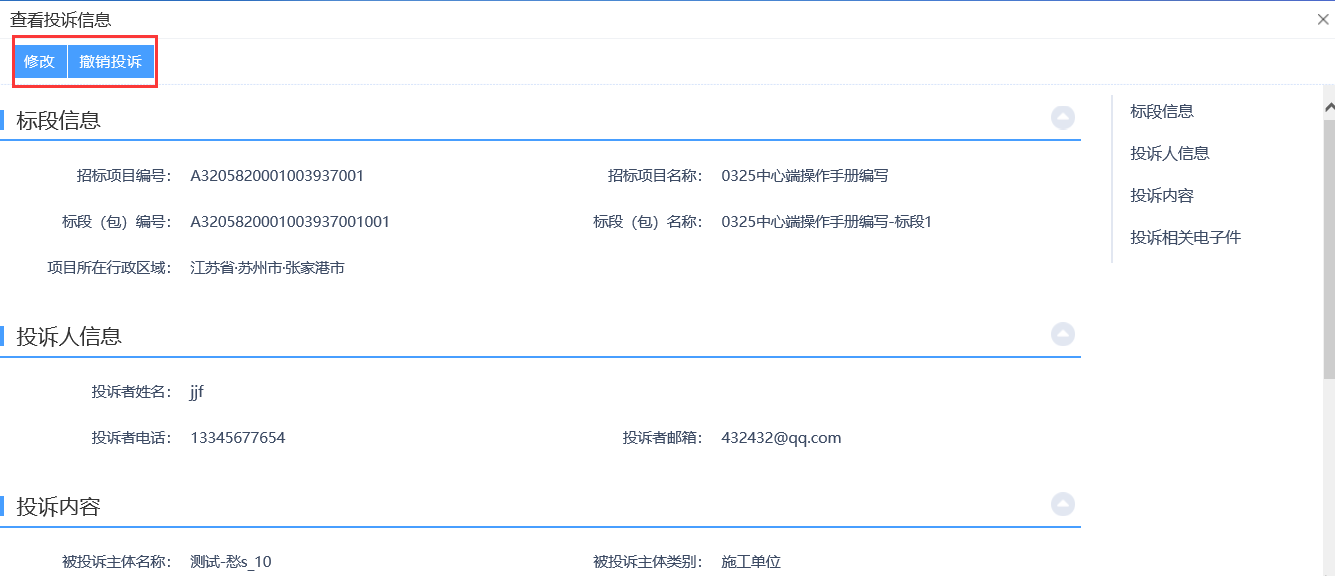 查看投诉信息
修改 撤销投诉
标段信息
招标项目编号： A3205820001003937001 招标项目名称： 0325中心端操作手册编写
标段（包）编号： A3205820001003937001001 标段（包）名称： 0325中心端操作手册编写-标段1
项目所在行政区域： 江苏省·苏州市·张家港市
投诉人信息
投诉者姓名： jjf
投诉者电话： 13345677654 投诉者邮箱： 432432@qq.com
投诉内容
被投诉主体名称： 测试-愁s_10 被投诉主体类别： 施工单位
标段信息
投诉人信息
投诉内容
投诉相关电子件